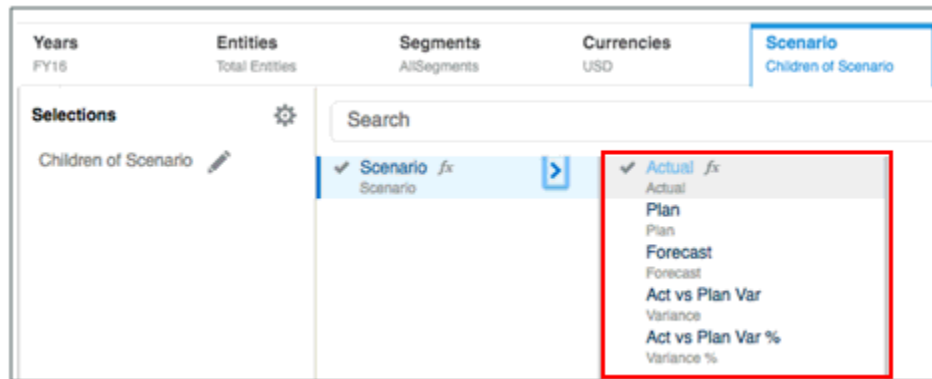 Years
FY16
Entities
Total Entities
Segments
AllSegments
Currencies
USD
Scenario
Children of Scenario
Selections
Children of Scenario
Search
Scenario fx
Scenario
Actual fx
Actual
Plan
Plan
Forecast
Forecast
Act vs Plan Var
Variance
Act vs Plan Var %
Variance %